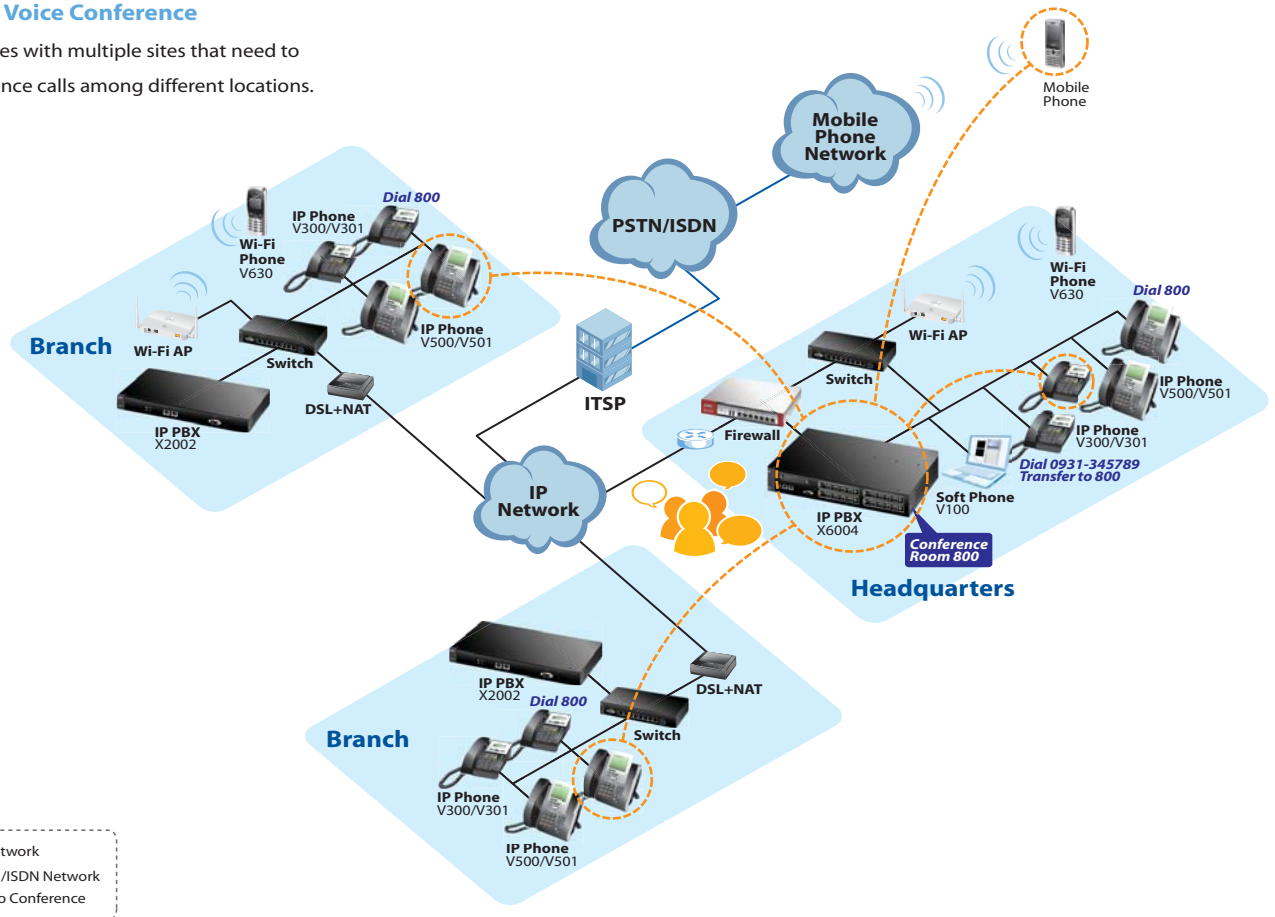 Voice Conference
es with multiple sites that need to
ence calls among different locations.
Mobile
Phone
Mobile
Phone
Network
PSTN/ISDN
Dial 800
IP Phone
V300/V301
Wi-Fi
Phone
V630
IP Phone
V500/V501
Branch
Wi-Fi AP
Switch
DSL+NAT
IP PBX
X2002
ITSP
IP
Network
Wi-Fi
Phone
V630
Dial 800
Wi-Fi AP
Switch
IP Phone
V500/V501
Firewall
IP Phone
V300/V301
Dial 0931-345789
Transfer to 800
Soft Phone
V100
IP PBX
X6004
Conference
Room 800
Headquarters
IP PBX
X2002
DSL+NAT
Dial 800
Switch
Branch
IP Phone
V300/V301
IP Phone
V500/V501
twork
/ISDN Network
o Conference